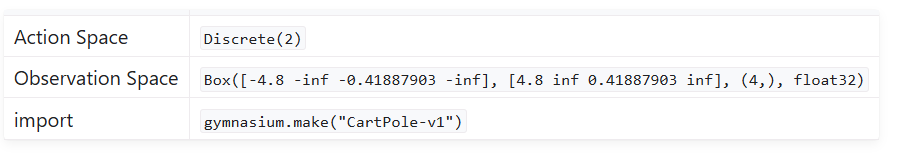 Action Space Discrete(2)
Observation Space Box([-4.8 -inf -0.41887903 -inf], [4.8 inf 0.41887903 inf], (4,), float32)
import gymnasium.make("CartPole-v1")